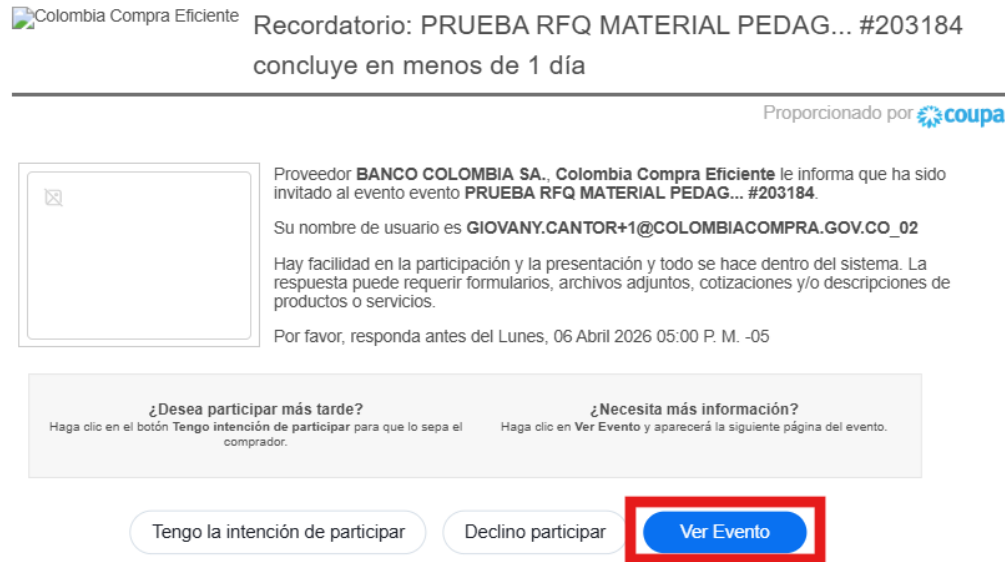 Colombia Compra Eficiente
Recordatorio: PRUEBA RFQ MATERIAL PEDAG... #203184
concluye en menos de 1 día
Proporcionado por coupa
Proveedor BANCO COLOMBIA SA., Colombia Compra Eficiente le informa que ha sido
invitado al evento evento PRUEBA RFQ MATERIAL PEDAG... #203184.
Su nombre de usuario es GIOVANY.CANTOR+1@COLOMBIACOMPRA.GOV.CO_02
Hay facilidad en la participación y la presentación y todo se hace dentro del sistema. La
respuesta puede requerir formularios, archivos adjuntos, cotizaciones y/o descripciones de
productos o servicios.
Por favor, responda antes del Lunes, 06 Abril 2026 05:00 P. M. -05
¿Desea participar más tarde?
Haga clic en el botón Tengo intención de participar para que lo sepa el
comprador.
¿Necesita más información?
Haga clic en Ver Evento y aparecerá la siguiente página del evento.
Tengo la intención de participar
Declino participar
Ver Evento